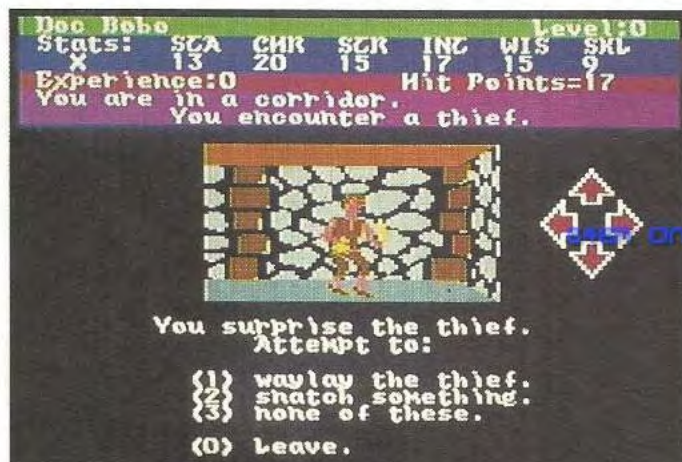 Doc Bobo Level:0
Stats: STA CHR STR INT WIS SKL
X 13 20 15 17 15 9
Experience:0 Hit Points=17
You are in a corridor.
You encounter a thief.
You surprise the thief.
Attempt to:
(1) waylay the thief.
(2) snatch something.
(3) none of these.
(0) Leave.